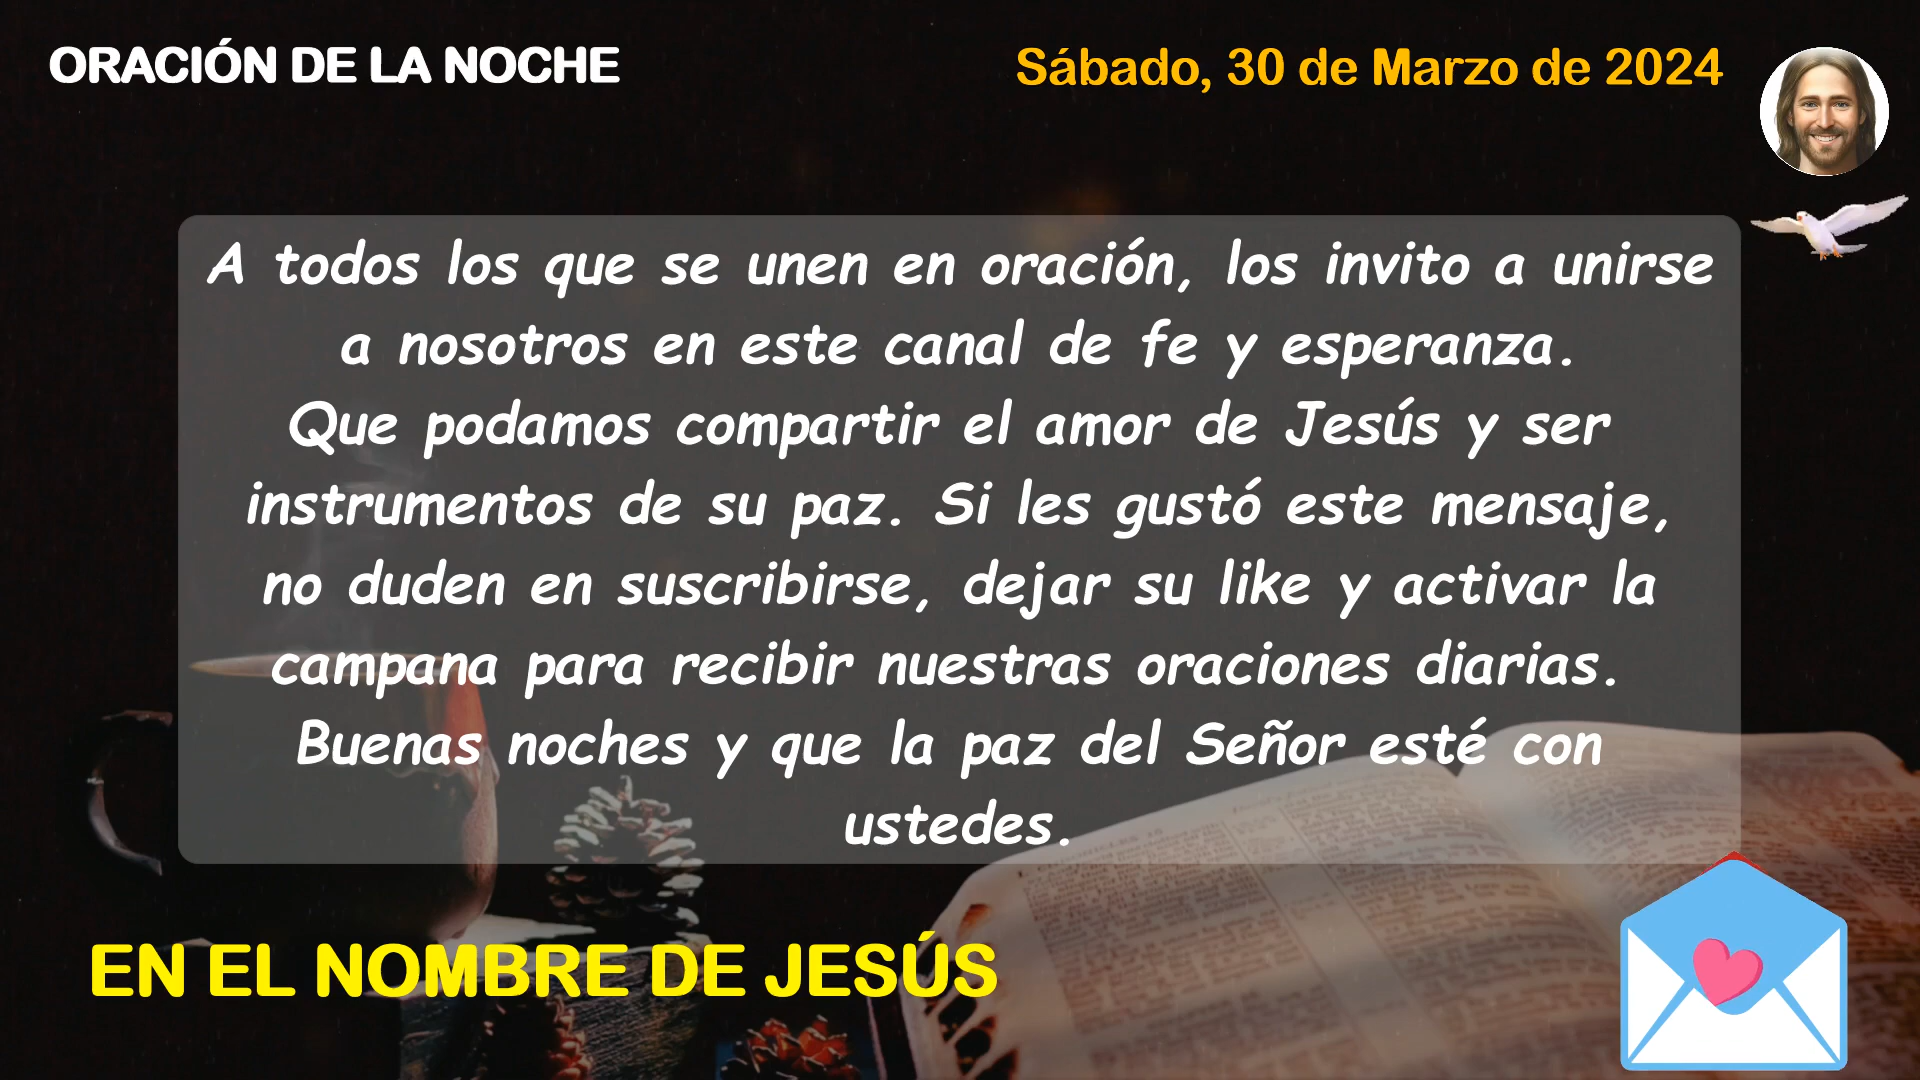 ORACIÓN DE LA NOCHE
Sábado, 30 de Marzo de 2024
A todos los que se unen en oración, los invito a unirse
a nosotros en este canal de fe y esperanza.
Que podamos compartir el amor de Jesús y ser
instrumentos de su paz. Si les gustó este mensaje,
no duden en suscribirse, dejar su like y activar la
campana para recibir nuestras oraciones diarias.
Buenas noches y que la paz del Señor esté con
ustedes.
EN EL NOMBRE DE JESÚS